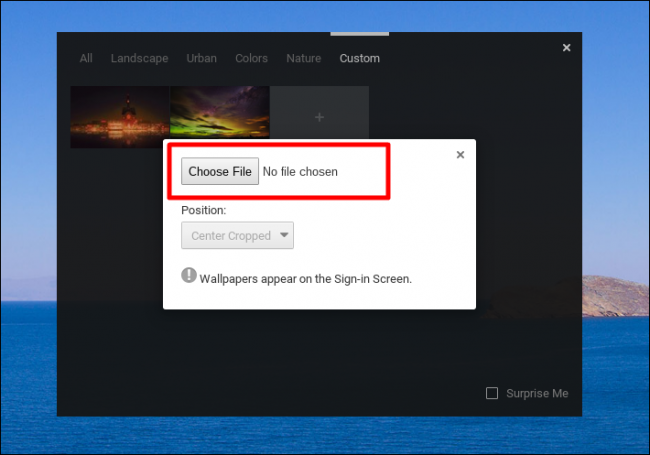 All Landscape Urban Colors Nature Custom ×
+
×
Choose File No file chosen
Position:
Center Cropped
! Wallpapers appear on the Sign-in Screen.
Surprise Me